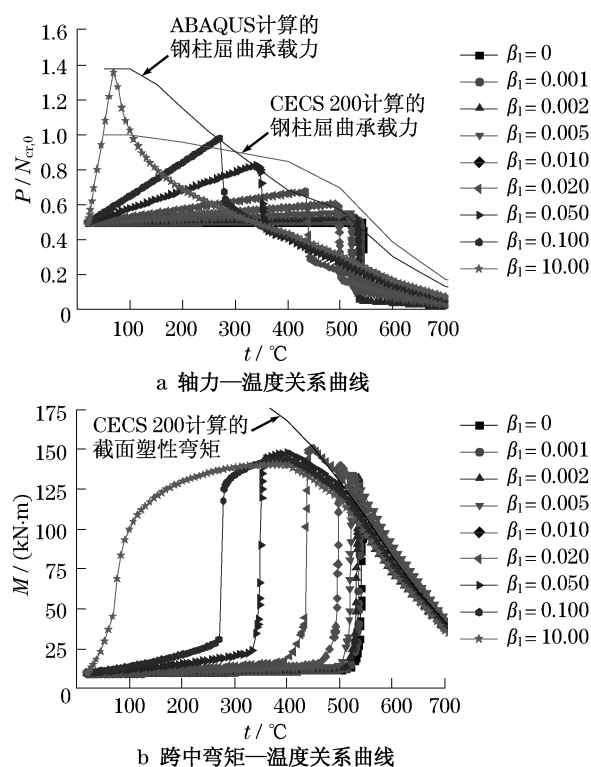 ABAQUS计算的
钢柱屈曲承载力
CECS 200计算的
钢柱屈曲承载力
P / Ncr,0
1.6
1.4
1.2
1.0
0.8
0.6
0.4
0.2
0
100 200 300 400 500 600 700
t / ℃
β1 = 0
β1 = 0.001
β1 = 0.002
β1 = 0.005
β1 = 0.010
β1 = 0.020
β1 = 0.050
β1 = 0.100
β1 = 10.00
a 轴力—温度关系曲线
CECS 200计算的
截面塑性弯矩
M / (kN·m)
175
150
125
100
75
50
25
0
100 200 300 400 500 600 700
t / ℃
β1 = 0
β1 = 0.001
β1 = 0.002
β1 = 0.005
β1 = 0.010
β1 = 0.020
β1 = 0.050
β1 = 0.100
β1 = 10.00
b 跨中弯矩—温度关系曲线